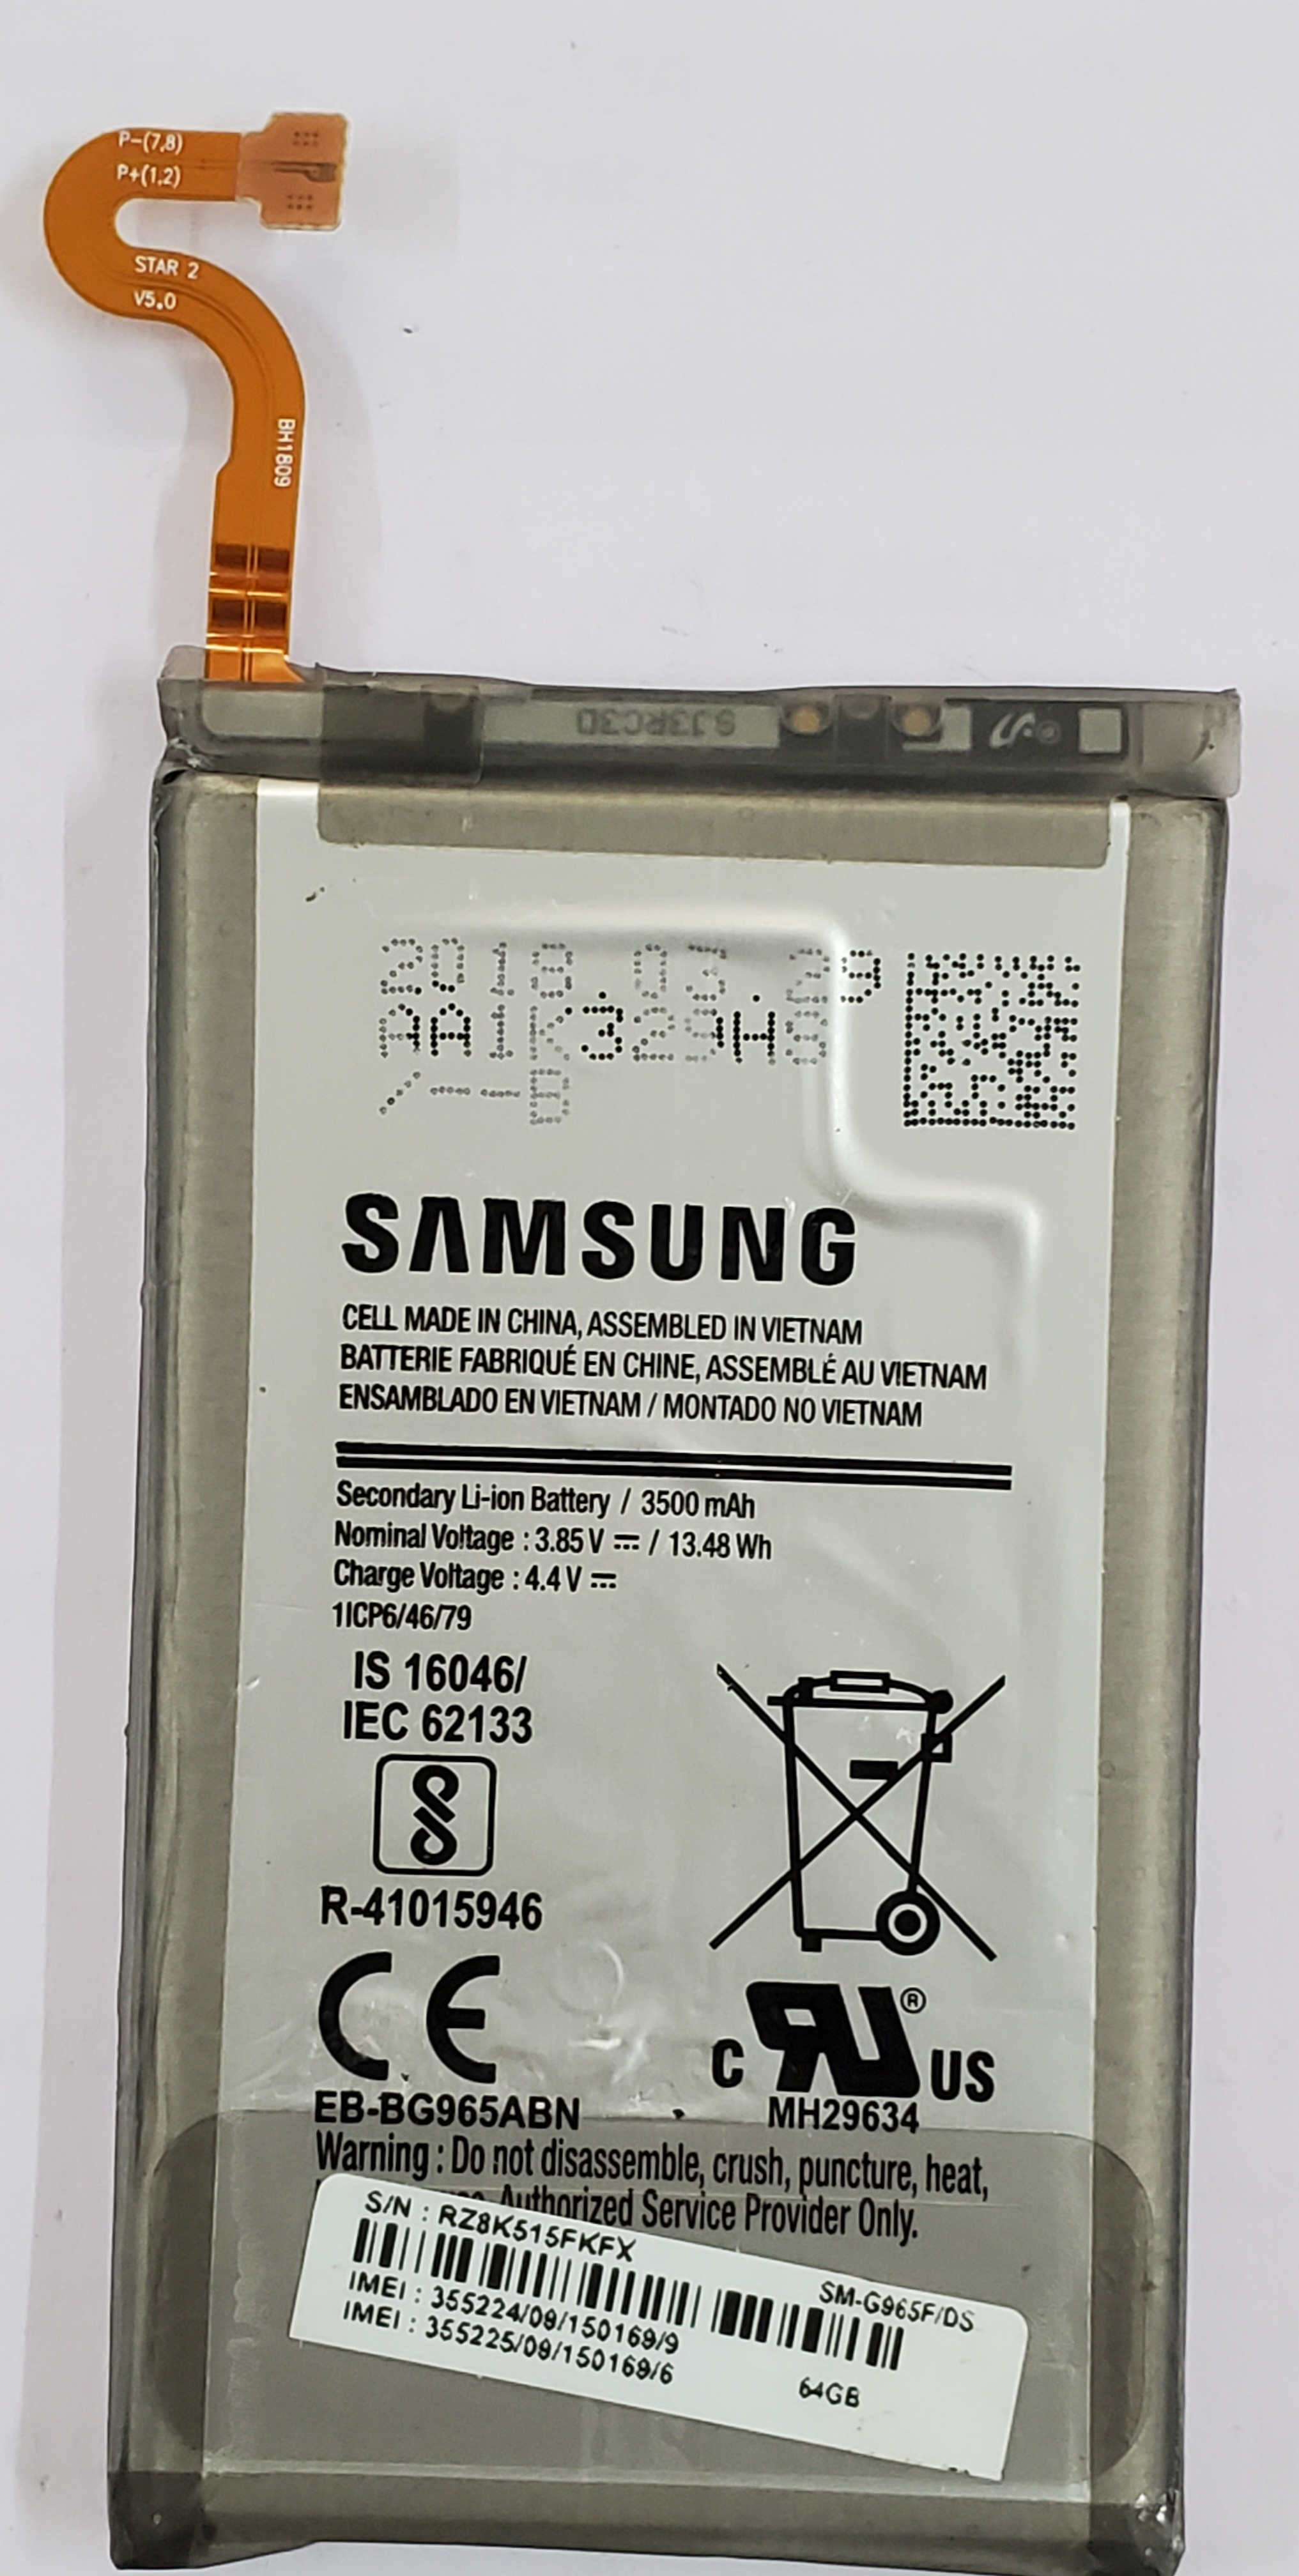 P-(7,8)
P+(1,2)
STAR 2
V5.0
BH1809
SJ3RC3D
2018 03 29
SAMSUNG
CELL MADE IN CHINA, ASSEMBLED IN VIETNAM
BATTERIE FABRIQUÉ EN CHINE, ASSEMBLÉ AU VIETNAM
ENSAMBLADO EN VIETNAM / MONTADO NO VIETNAM
Secondary Li-ion Battery / 3500 mAh
Nominal Voltage : 3.85 V ⎓ / 13.48 Wh
Charge Voltage : 4.4 V ⎓
1ICP6/46/79
IS 16046/
IEC 62133
R-41015946
CE
c RU ® US
EB-BG965ABN
MH29634
Warning : Do not disassemble, crush, puncture, heat,
Authorized Service Provider Only.
S/N : RZ8K515FKFX
SM-G965F/DS
IMEI : 355224/09/150169/9
IMEI : 355225/09/150169/6
64GB